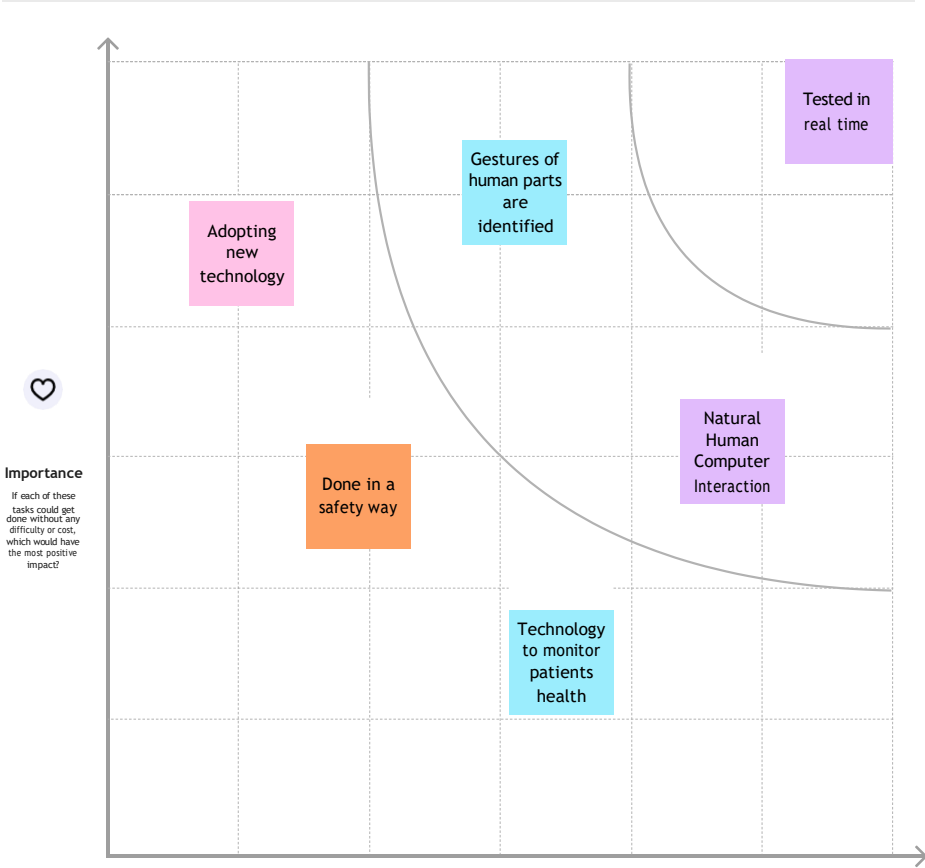 Tested in
real time
Gestures of
human parts
are
identified
Adopting
new
technology
Natural
Human
Computer
Interaction
Done in a
safety way
Importance
If each of these
tasks could get
done without any
difficulty or cost,
which would have
the most positive
impact?
Technology
to monitor
patients
health